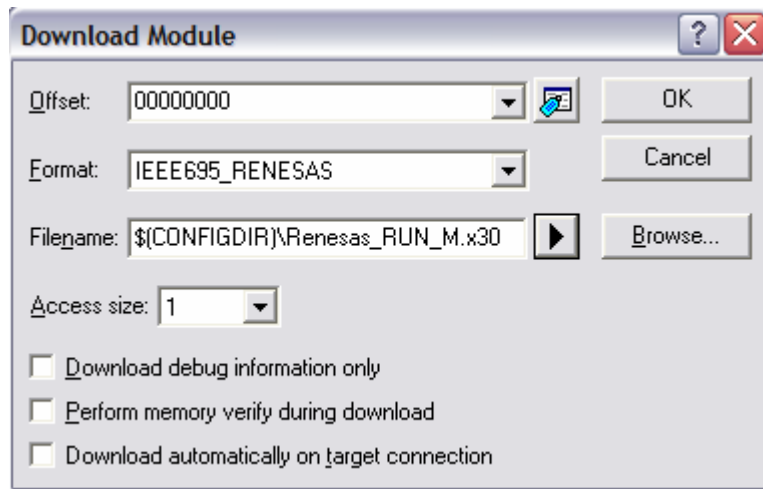 Download Module
Offset: 00000000 OK
Format: IEEE695_RENESAS Cancel
Filename: $(CONFIGDIR)\Renesas_RUN_M.x30 Browse...
Access size: 1
Download debug information only
Perform memory verify during download
Download automatically on target connection